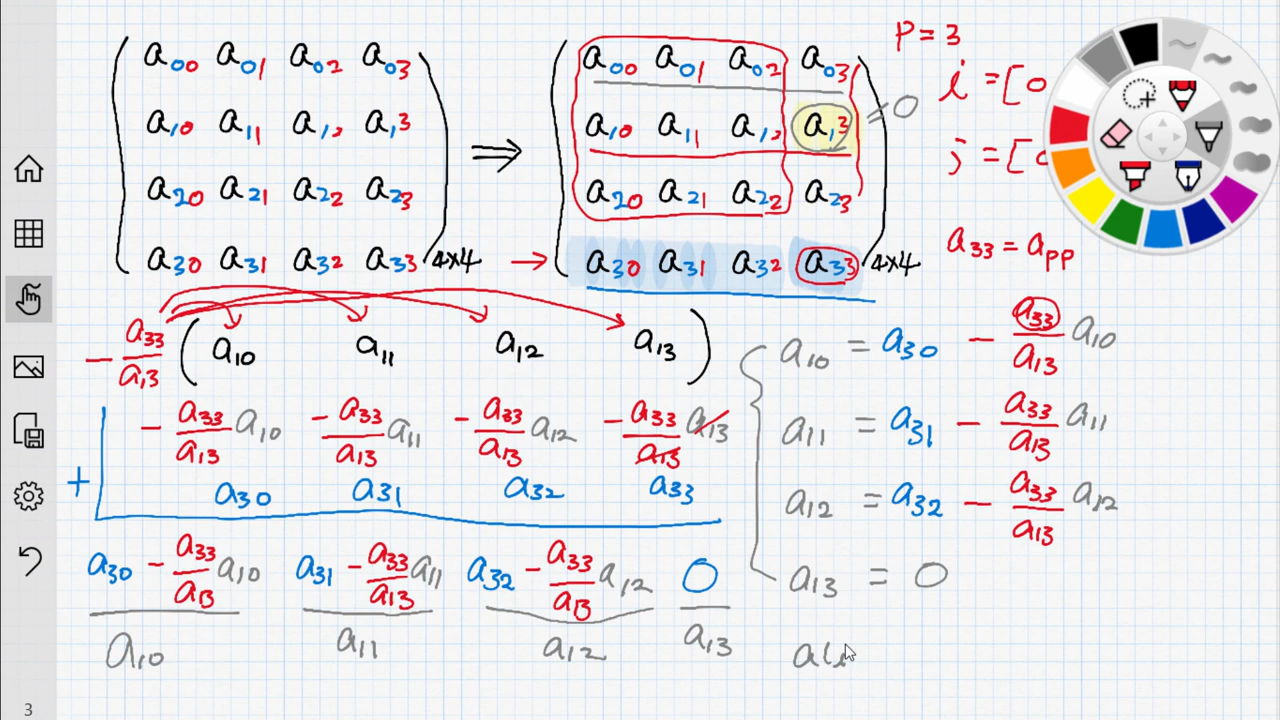 a00 a01 a02 a03 ⇒ a00 a01 a02 a03
a10 a11 a12 a13 a10 a11 a12 a13 = 0
a20 a21 a22 a23 a20 a21 a22 a23
a30 a31 a32 a33 4x4 → a30 a31 a32 a33 4x4
P = 3
i = [0
j = [0
a33 = app
- a33/a13 ( a10 a11 a12 a13 )
- a33/a13 a10 - a33/a13 a11 - a33/a13 a12 - a33/a13 a13
+ a30 a31 a32 a33
a30 - a33/a13 a10 a31 - a33/a13 a11 a32 - a33/a13 a12 0
a10 a11 a12 a13
a10 = a30 - a33/a13 a10
a11 = a31 - a33/a13 a11
a12 = a32 - a33/a13 a12
a13 = 0
a(i
3